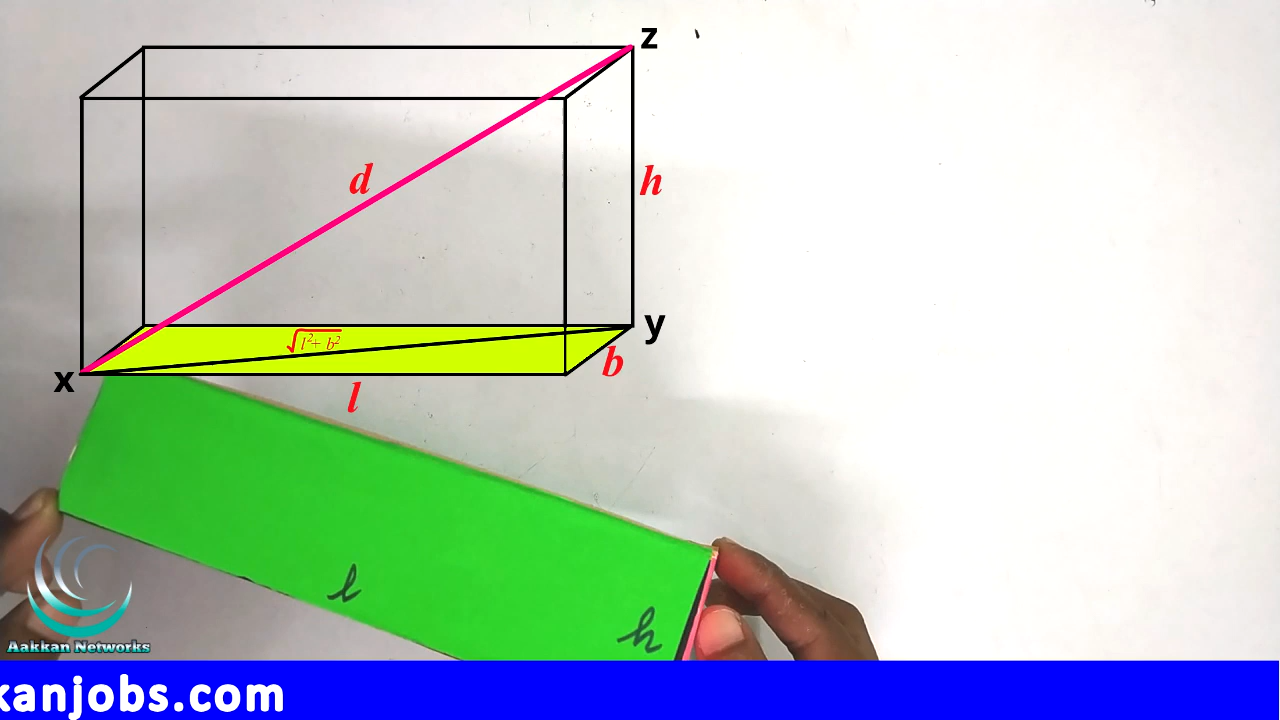 z
d
h
√l²+ b²
y
b
x
l
l
h
Aakkan Networks
kanjobs.com